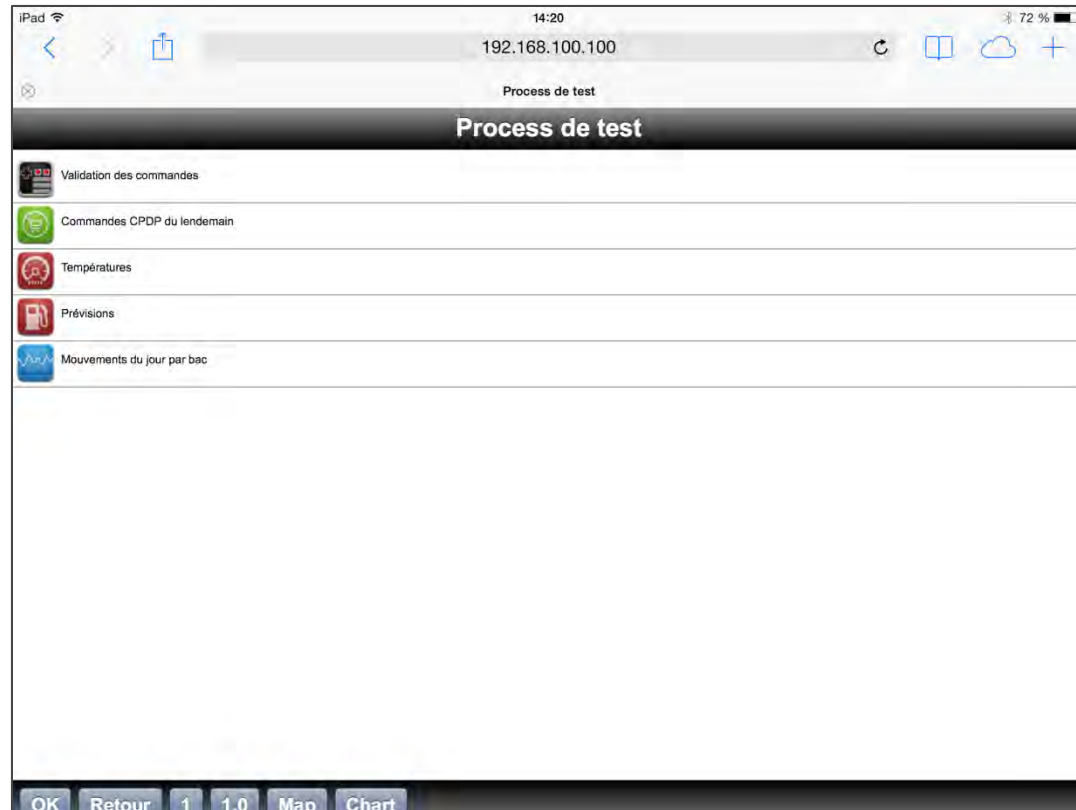 iPad 14:20 72 %
192.168.100.100
Process de test
Process de test
Validation des commandes
Commandes CPDP du lendemain
Températures
Prévisions
Mouvements du jour par bac
OK Retour 1 1.0 Map Chart